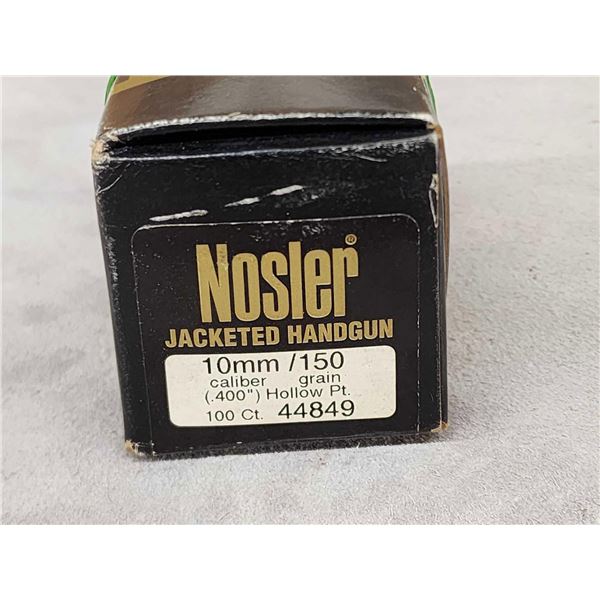 Nosler®
JACKETED HANDGUN
10mm /150
caliber grain
(.400") Hollow Pt.
100 Ct. 44849